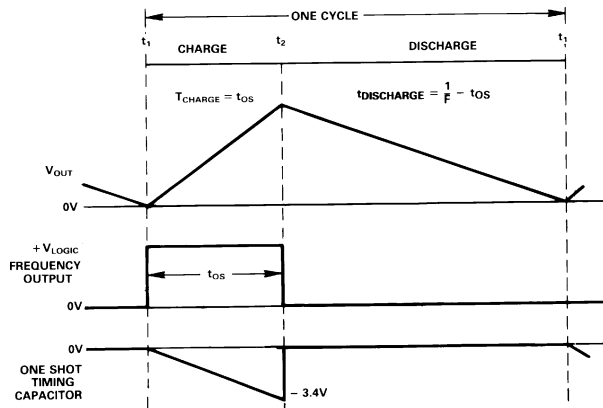 ONE CYCLE
t1 t2 t1
CHARGE DISCHARGE
TCHARGE = tOS tDISCHARGE = 1/F - tOS
VOUT
0V
+ VLOGIC
FREQUENCY
OUTPUT
tOS
0V
0V
ONE SHOT
TIMING
CAPACITOR
- 3.4V